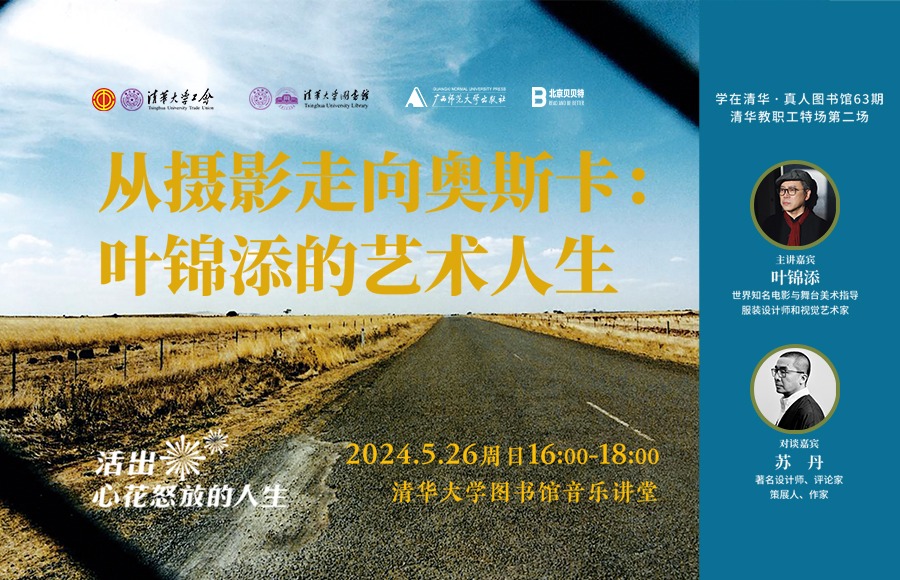 清华大学工会
Tsinghua University Trade Union
清华大学图书馆
Tsinghua University Library
GUANGXI NORMAL UNIVERSITY PRESS
广西师范大学出版社
北京贝贝特
READ AND BE BETTER
从摄影走向奥斯卡：
叶锦添的艺术人生
活出
心花怒放的人生
2024.5.26周日16:00-18:00
清华大学图书馆音乐讲堂
学在清华·真人图书馆63期
清华教职工特场第二场
主讲嘉宾
叶锦添
世界知名电影与舞台美术指导
服装设计师和视觉艺术家
对谈嘉宾
苏 丹
著名设计师、评论家
策展人、作家